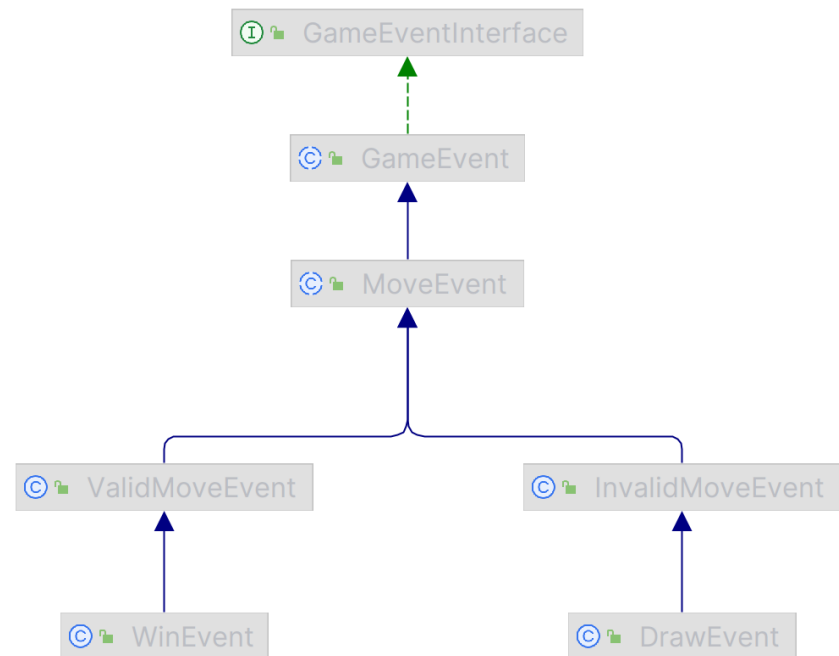 I GameEventInterface
C GameEvent
C MoveEvent
C ValidMoveEvent
C InvalidMoveEvent
C WinEvent
C DrawEvent